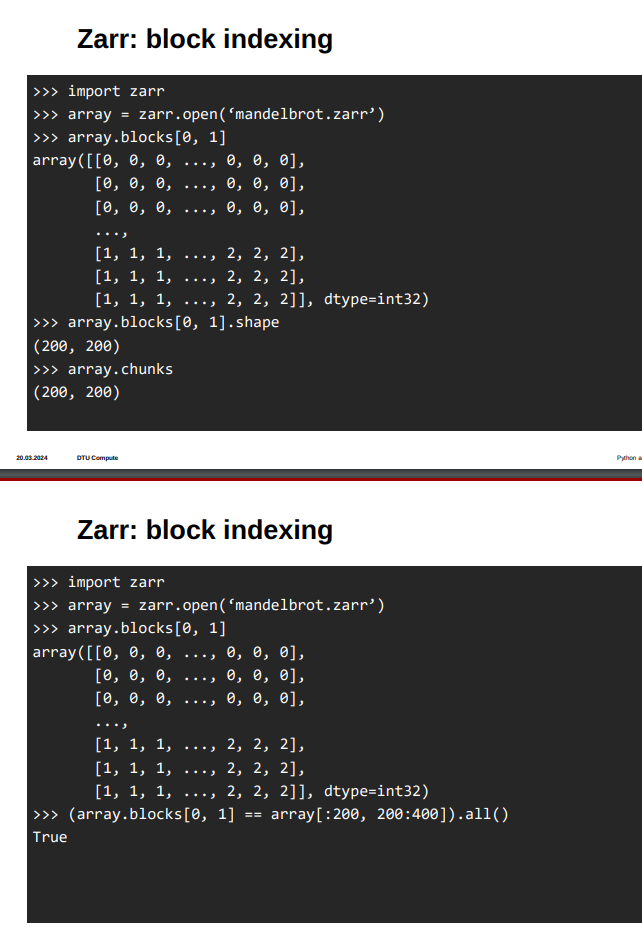 Zarr: block indexing
>>> import zarr
>>> array = zarr.open(‘mandelbrot.zarr’)
>>> array.blocks[0, 1]
array([[0, 0, 0, ..., 0, 0, 0],
       [0, 0, 0, ..., 0, 0, 0],
       [0, 0, 0, ..., 0, 0, 0],
       ...,
       [1, 1, 1, ..., 2, 2, 2],
       [1, 1, 1, ..., 2, 2, 2],
       [1, 1, 1, ..., 2, 2, 2]], dtype=int32)
>>> array.blocks[0, 1].shape
(200, 200)
>>> array.chunks
(200, 200)
20.03.2024 DTU Compute Python a
Zarr: block indexing
>>> import zarr
>>> array = zarr.open(‘mandelbrot.zarr’)
>>> array.blocks[0, 1]
array([[0, 0, 0, ..., 0, 0, 0],
       [0, 0, 0, ..., 0, 0, 0],
       [0, 0, 0, ..., 0, 0, 0],
       ...,
       [1, 1, 1, ..., 2, 2, 2],
       [1, 1, 1, ..., 2, 2, 2],
       [1, 1, 1, ..., 2, 2, 2]], dtype=int32)
>>> (array.blocks[0, 1] == array[:200, 200:400]).all()
True